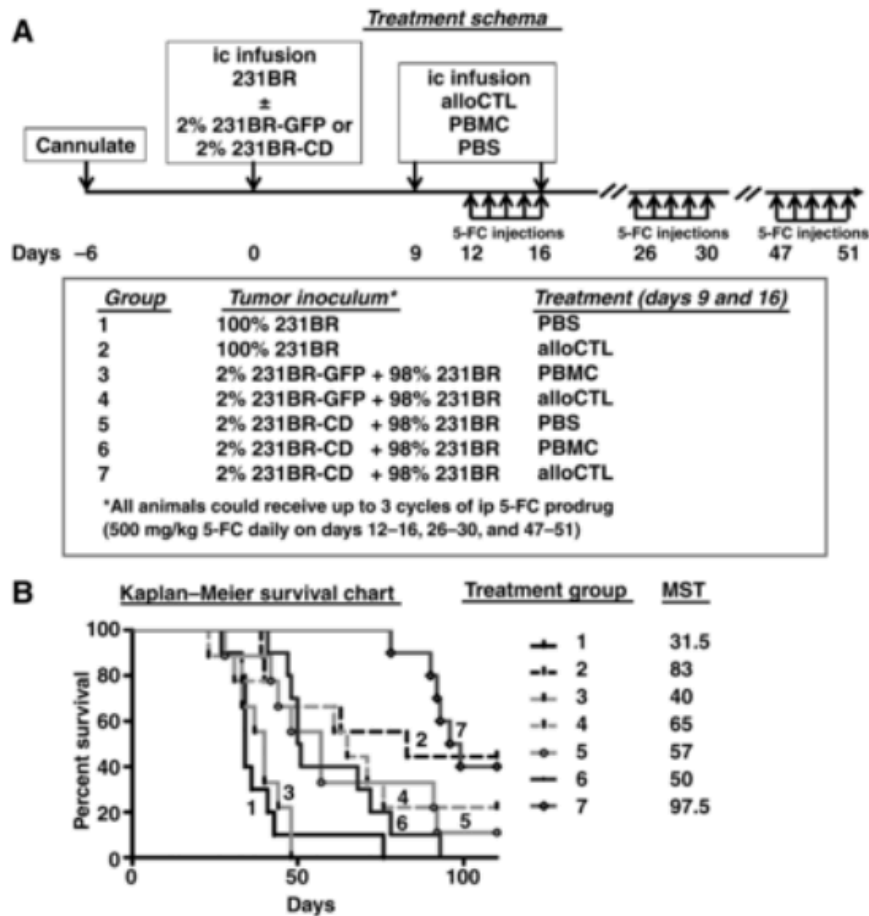 A
Treatment schema
ic infusion
231BR
±
2% 231BR-GFP or
2% 231BR-CD
ic infusion
alloCTL
PBMC
PBS
Cannulate
5-FC injections 5-FC injections 5-FC injections
Days –6 0 9 12 16 26 30 47 51
Group Tumor inoculum* Treatment (days 9 and 16)
1 100% 231BR PBS
2 100% 231BR alloCTL
3 2% 231BR-GFP + 98% 231BR PBMC
4 2% 231BR-GFP + 98% 231BR alloCTL
5 2% 231BR-CD + 98% 231BR PBS
6 2% 231BR-CD + 98% 231BR PBMC
7 2% 231BR-CD + 98% 231BR alloCTL
*All animals could receive up to 3 cycles of ip 5-FC prodrug
(500 mg/kg 5-FC daily on days 12–16, 26–30, and 47–51)
B
Kaplan–Meier survival chart Treatment group MST
1 31.5
2 83
3 40
4 65
5 57
6 50
7 97.5
Percent survival
100
80
60
40
20
0
1 3 2 7 4 6 5
0 50 100
Days